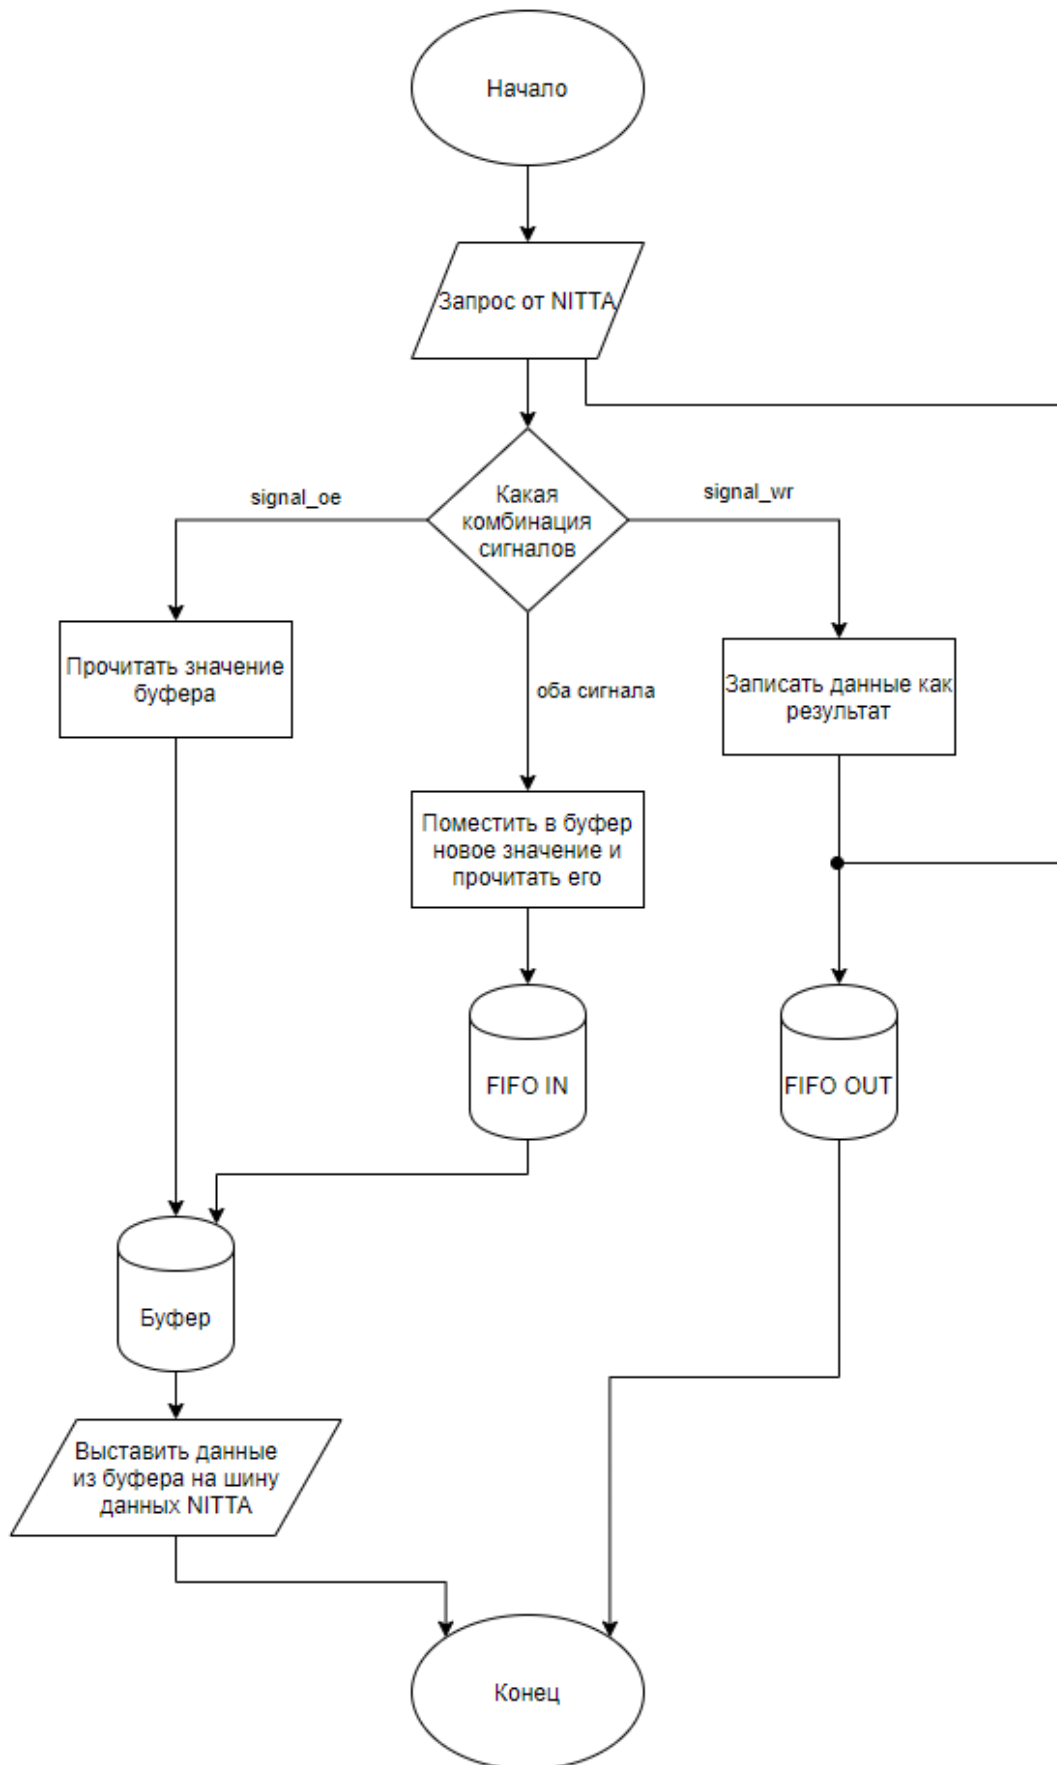 Начало
Запрос от NITTA
signal_oe
Какая
комбинация
сигналов
signal_wr
Прочитать значение
буфера
оба сигнала
Записать данные как
результат
Поместить в буфер
новое значение и
прочитать его
FIFO IN
FIFO OUT
Буфер
Выставить данные
из буфера на шину
данных NITTA
Конец